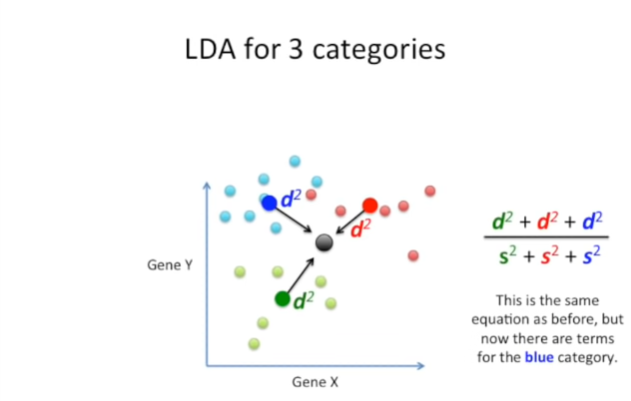 LDA for 3 categories
d²
d²
Gene Y
d²
Gene X
d² + d² + d²
s² + s² + s²
This is the same
equation as before, but
now there are terms
for the blue category.